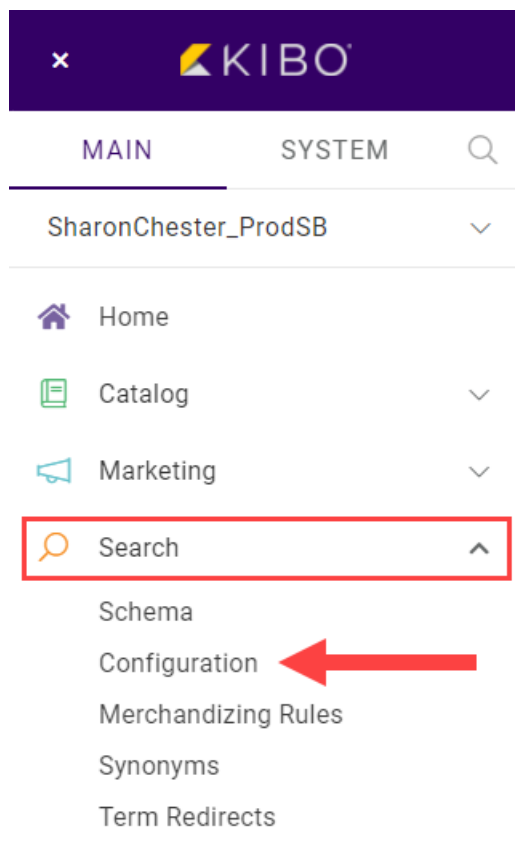 KIBO
MAIN SYSTEM
SharonChester_ProdSB
Home
Catalog
Marketing
Search
Schema
Configuration
Merchandizing Rules
Synonyms
Term Redirects